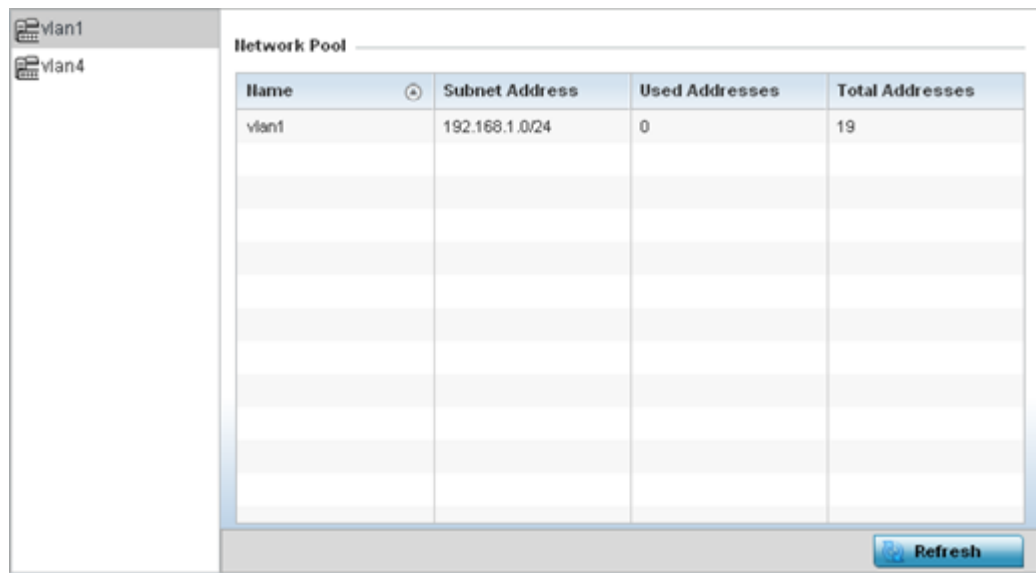 vlan1
vlan4
Network Pool
Name Subnet Address Used Addresses Total Addresses
vlan1 192.168.1.0/24 0 19
Refresh